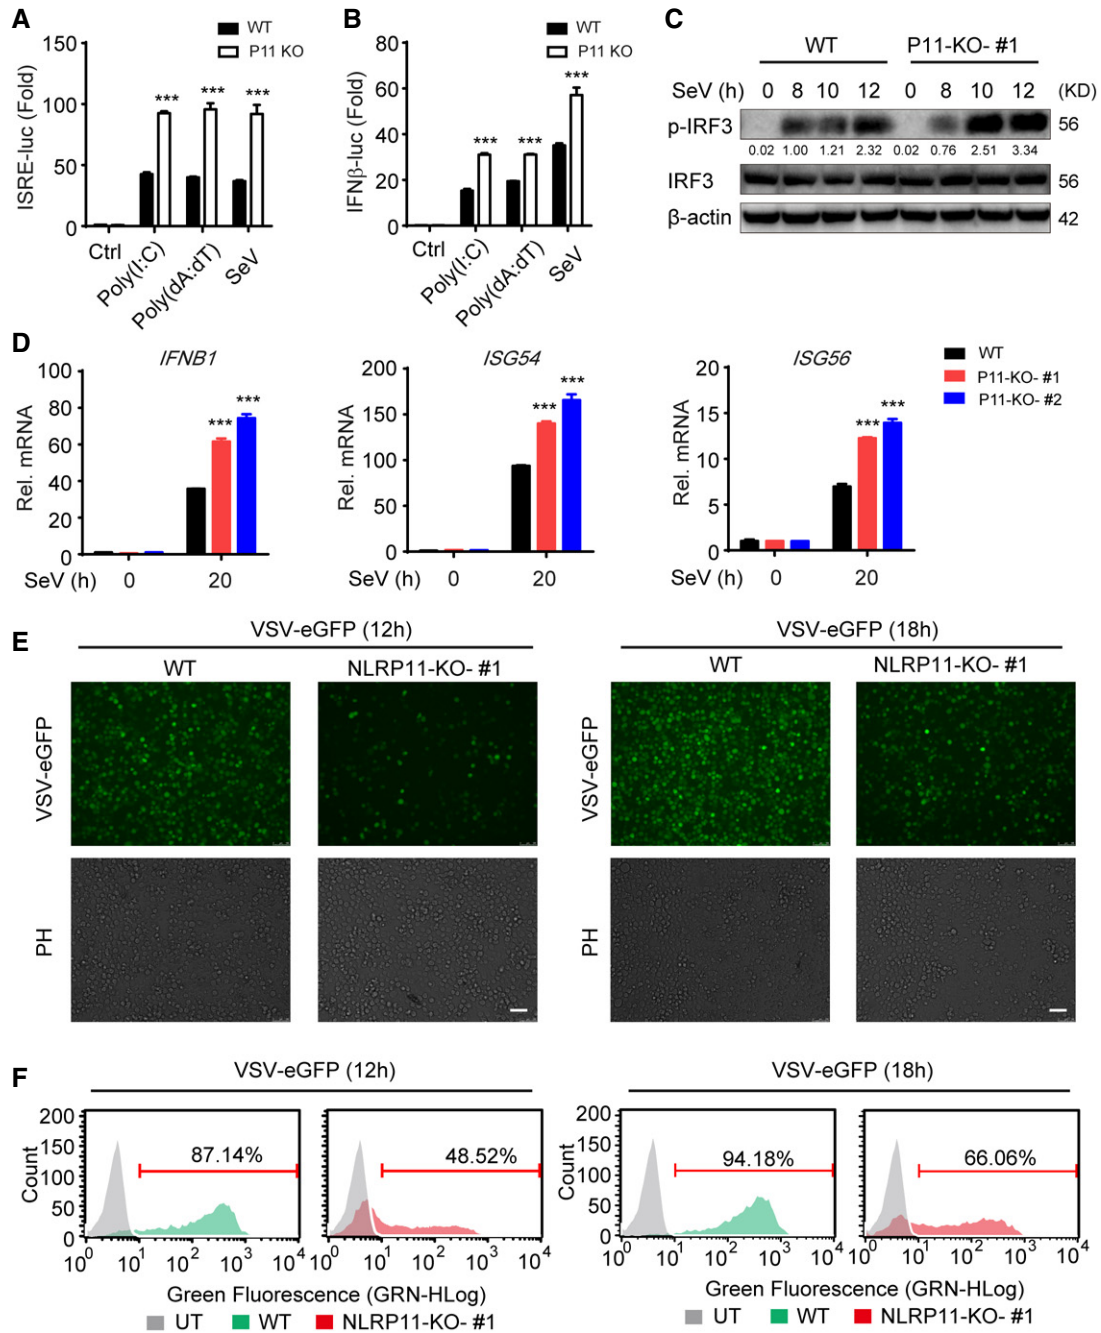 A
WT
P11 KO
ISRE-luc (Fold)
150
100
50
0
***
***
***
Ctrl
Poly(I:C)
Poly(dA:dT)
SeV
B
WT
P11 KO
IFNβ-luc (Fold)
80
60
40
20
0
***
***
***
Ctrl
Poly(I:C)
Poly(dA:dT)
SeV
C
WT P11-KO- #1
SeV (h) 0 8 10 12 0 8 10 12 (KD)
p-IRF3 56
0.02 1.00 1.21 2.32 0.02 0.76 2.51 3.34
IRF3 56
β-actin 42
D
IFNB1
Rel. mRNA
100
80
60
40
20
0
***
***
SeV (h) 0 20
ISG54
Rel. mRNA
200
150
100
50
0
***
***
SeV (h) 0 20
ISG56
Rel. mRNA
20
15
10
5
0
***
***
SeV (h) 0 20
WT
P11-KO- #1
P11-KO- #2
E
VSV-eGFP (12h) VSV-eGFP (18h)
WT NLRP11-KO- #1 WT NLRP11-KO- #1
VSV-eGFP VSV-eGFP
PH PH
F
VSV-eGFP (12h) VSV-eGFP (18h)
Count
200
150
100
50
0
87.14%
10⁰ 10¹ 10² 10³ 10⁴
48.52%
10⁰ 10¹ 10² 10³ 10⁴
Green Fluorescence (GRN-HLog)
UT WT NLRP11-KO- #1
Count
200
150
100
50
0
94.18%
10⁰ 10¹ 10² 10³ 10⁴
66.06%
10⁰ 10¹ 10² 10³ 10⁴
Green Fluorescence (GRN-HLog)
UT WT NLRP11-KO- #1